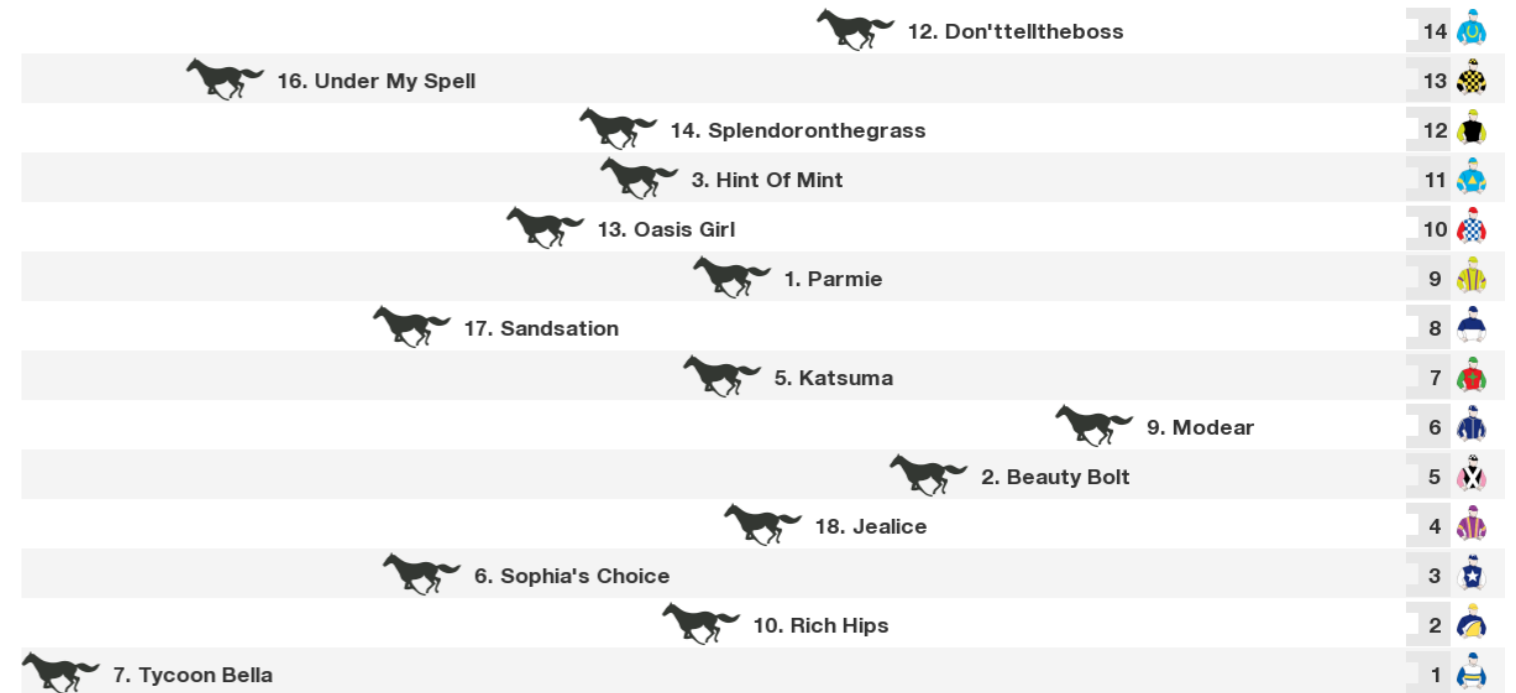 12. Don'ttelltheboss 14
16. Under My Spell 13
14. Splendoronthegrass 12
3. Hint Of Mint 11
13. Oasis Girl 10
1. Parmie 9
17. Sandsation 8
5. Katsuma 7
9. Modear 6
2. Beauty Bolt 5
18. Jealice 4
6. Sophia's Choice 3
10. Rich Hips 2
7. Tycoon Bella 1